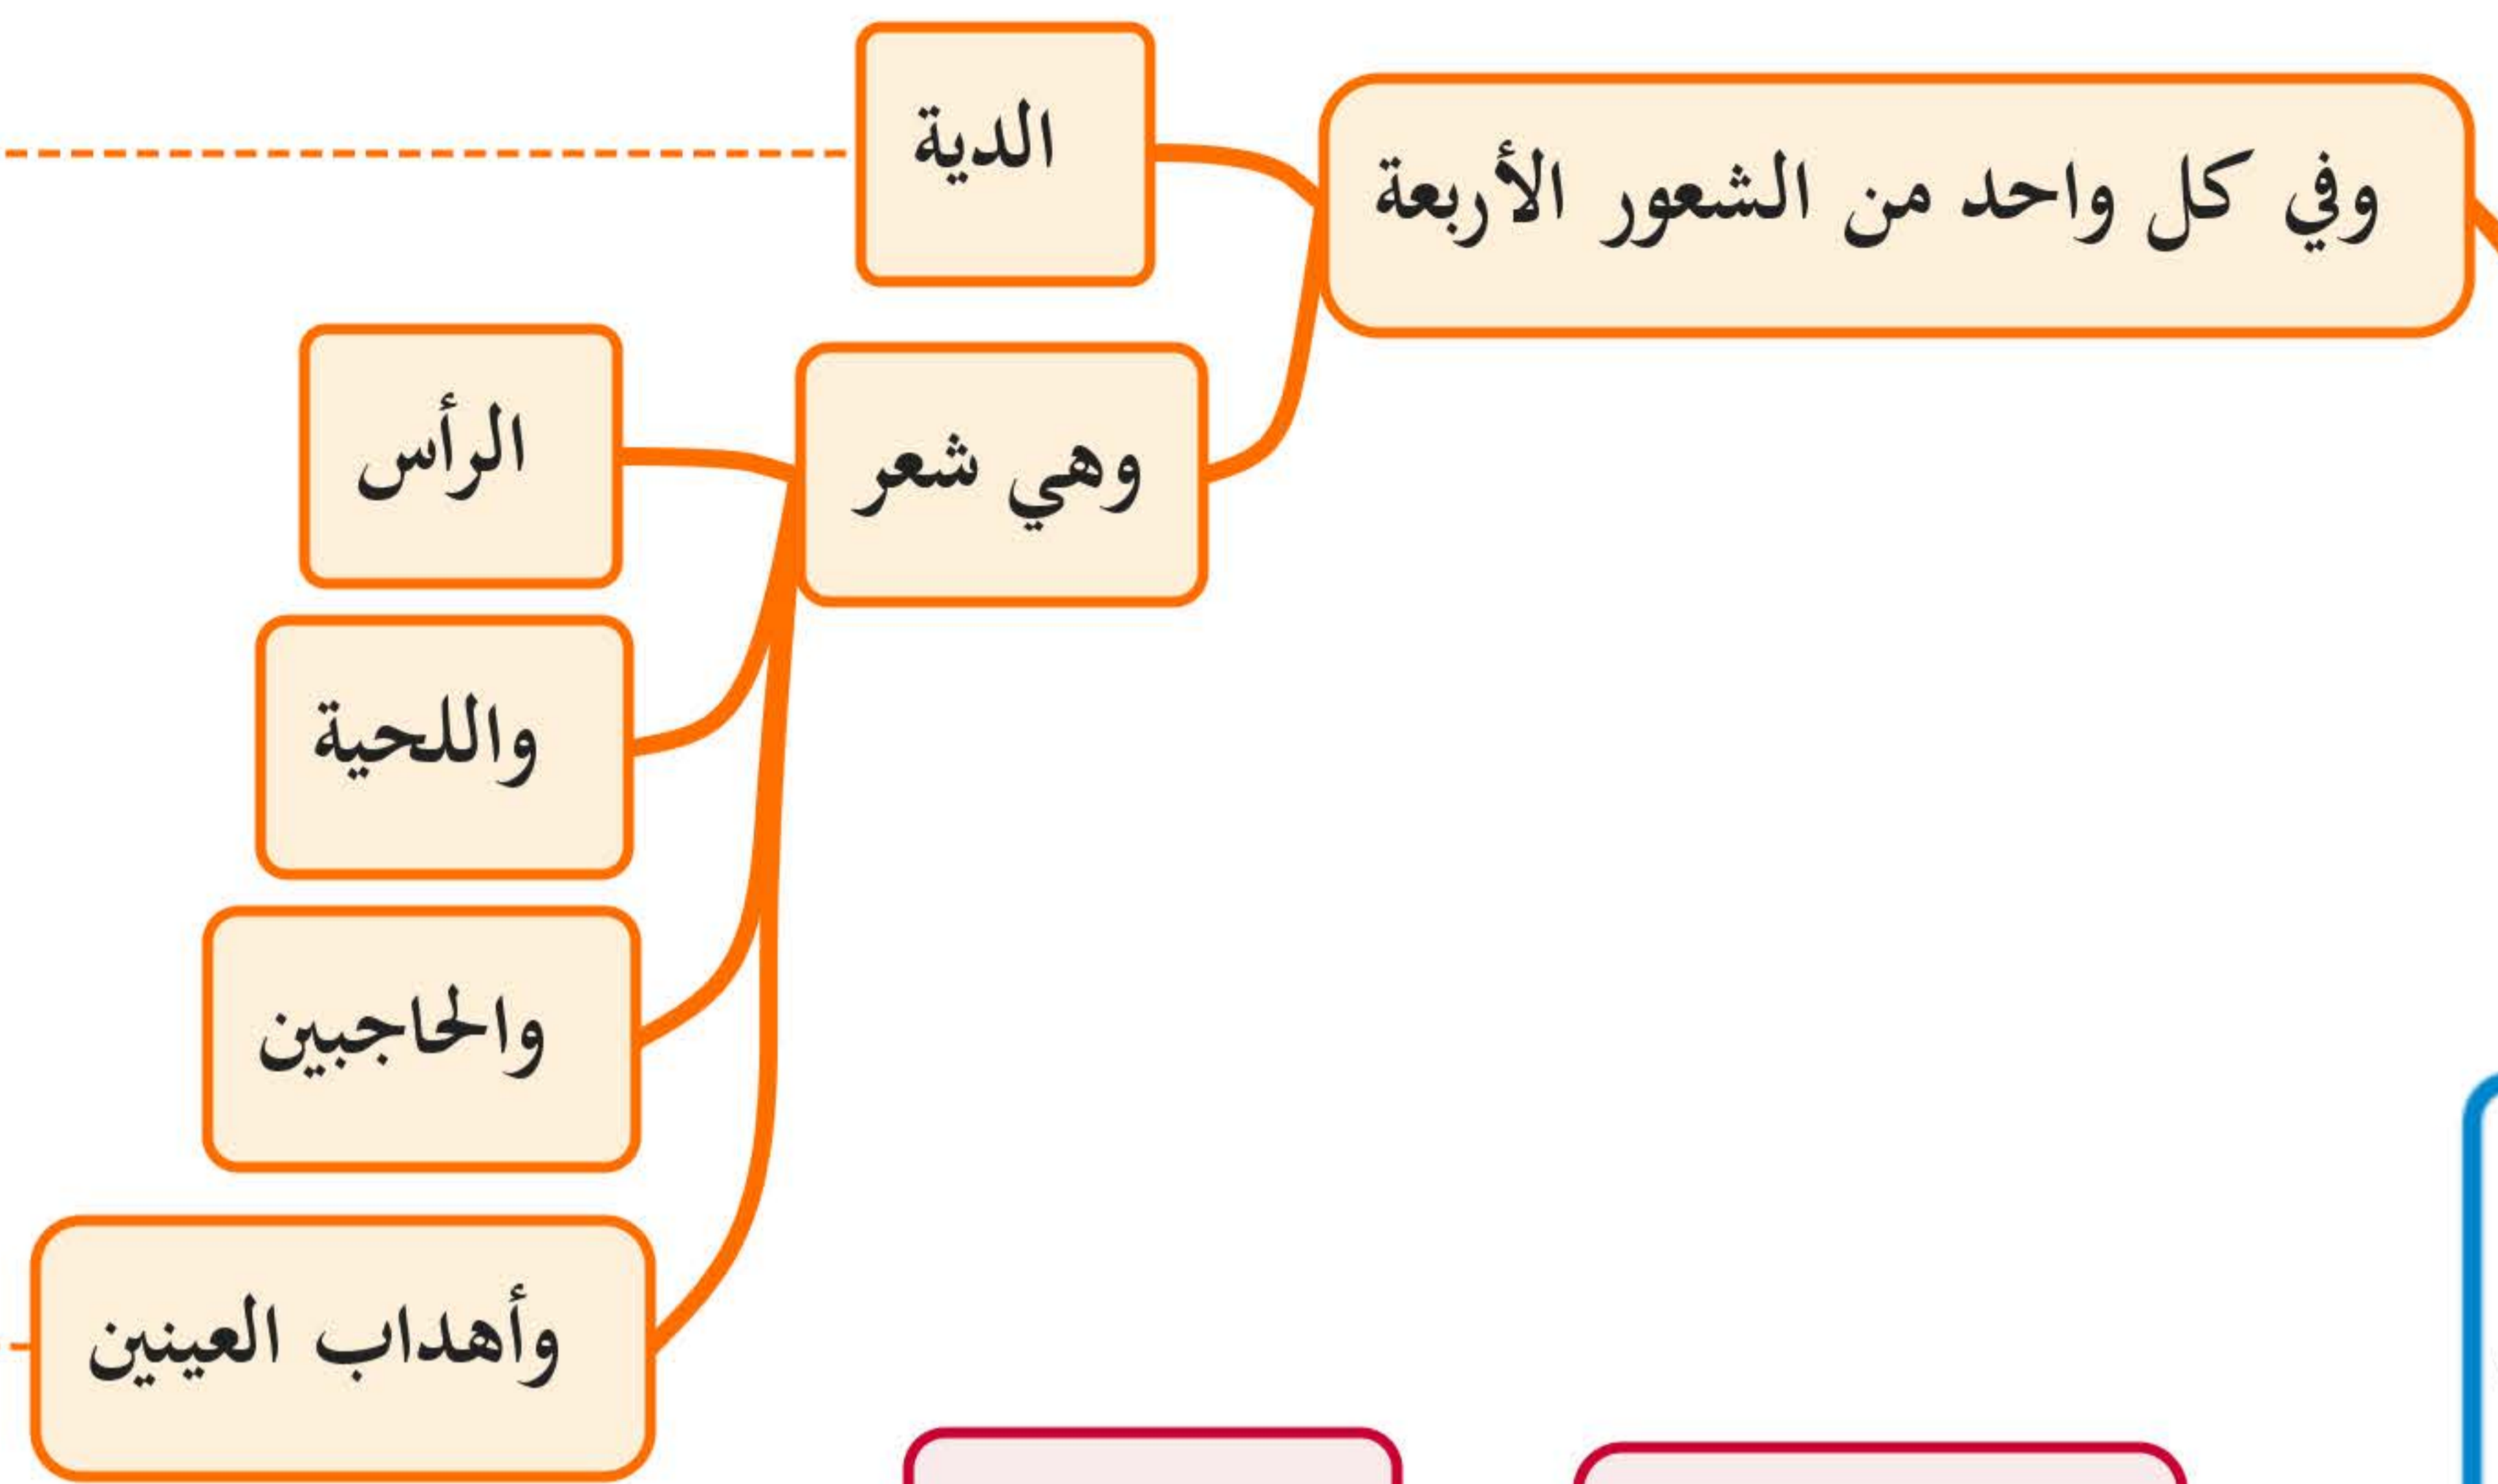 وفي كل واحد من الشعور الأربعة
الدية
وهي شعر
الرأس
واللحية
والحاجبين
وأهداب العينين